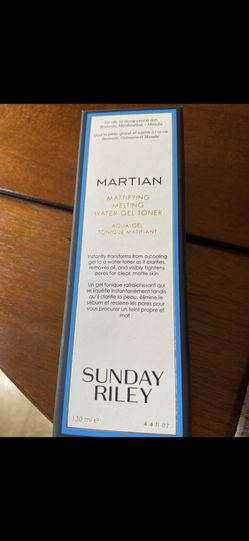 for oily to acne-prone skin
Bentonite, Marshmallow + Manuka
pour la peau grasse et sujette à l'acné
Bentonite, Guimauve et Manuka
MARTIAN
MATTIFYING
MELTING
WATER-GEL TONER
AQUA-GEL
TONIQUE MATIFIANT
Instantly transforms from a cooling
gel to a water toner as it clarifies,
removes oil, and visibly tightens
pores for clear, matte skin
Un gel tonique rafraîchissant qui
se liquéfie instantanément tandis
qu'il clarifie la peau, élimine le
sébum et resserre les pores pour
vous procurer un teint propre et
mat
SUNDAY
RILEY
130 ml e 4.4 fl oz